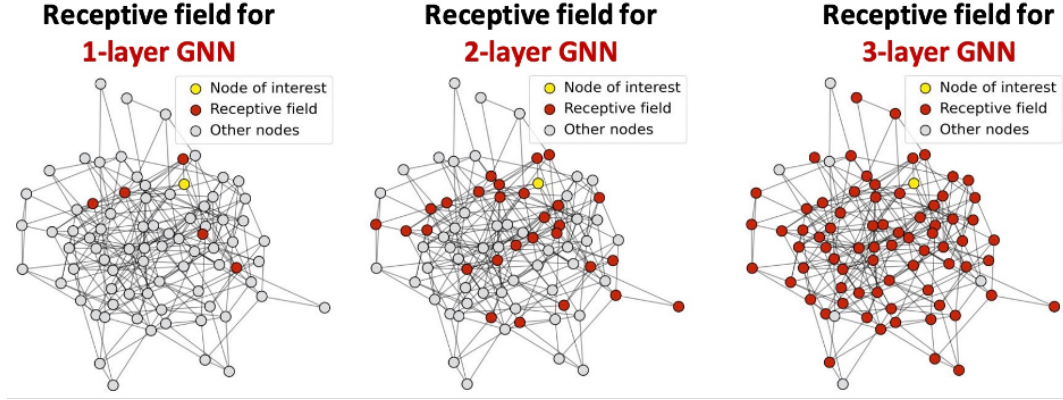 Receptive field for
1-layer GNN
Node of interest
Receptive field
Other nodes
Receptive field for
2-layer GNN
Node of interest
Receptive field
Other nodes
Receptive field for
3-layer GNN
Node of interest
Receptive field
Other nodes